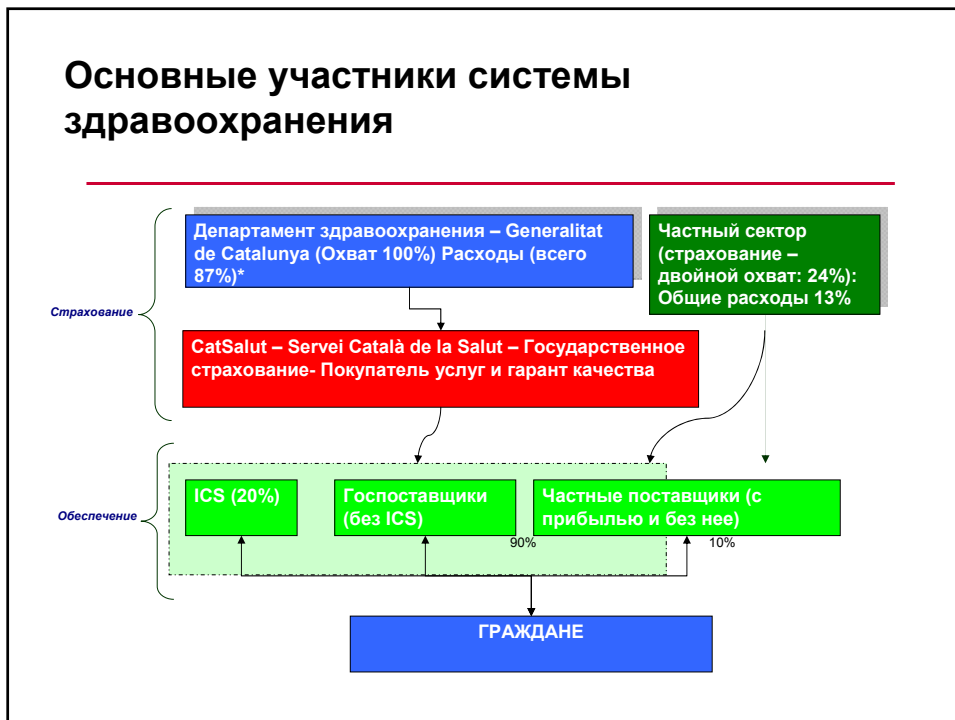 Основные участники системы
здравоохранения
Департамент здравоохранения – Generalitat
de Catalunya (Охват 100%) Расходы (всего
87%)*
Частный сектор
(страхование –
двойной охват: 24%):
Общие расходы 13%
Страхование
CatSalut – Servei Català de la Salut – Государственное
страхование- Покупатель услуг и гарант качества
Обеспечение
ICS (20%)
Госпоставщики
(без ICS)
Частные поставщики (с
прибылью и без нее)
90%
10%
ГРАЖДАНЕ